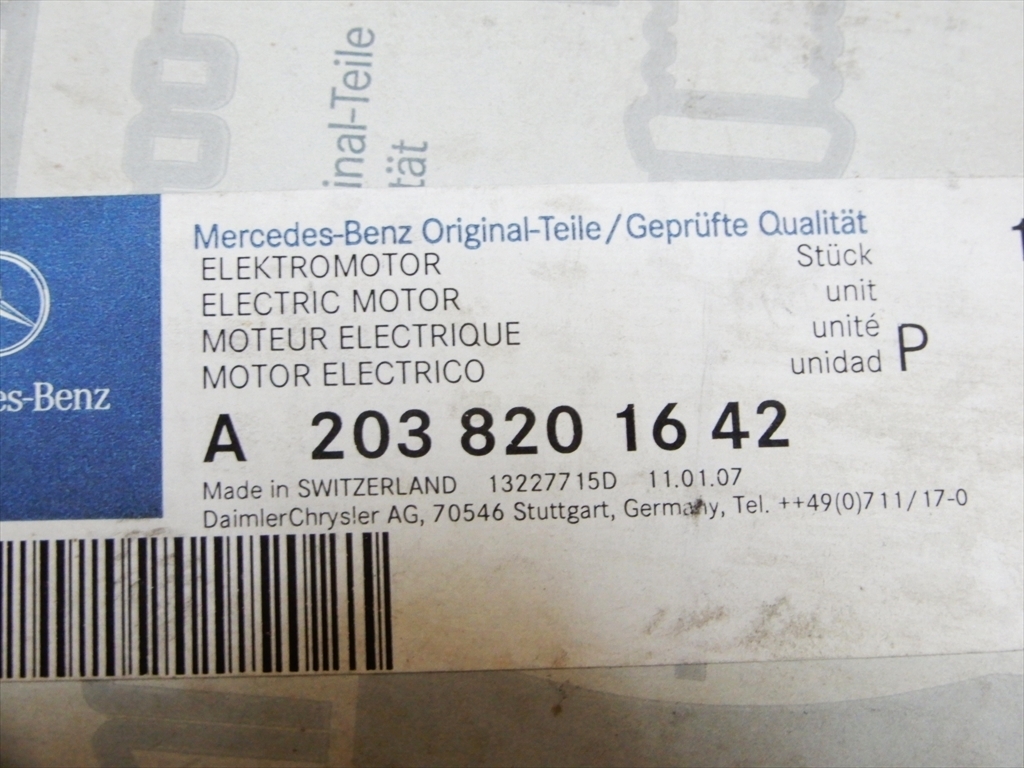 inal-Teile
tät
Mercedes-Benz Original-Teile/Geprüfte Qualität
ELEKTROMOTOR Stück
ELECTRIC MOTOR unit
MOTEUR ELECTRIQUE unité
MOTOR ELECTRICO unidad P
es-Benz
A 203 820 16 42
Made in SWITZERLAND 13227715D 11.01.07
DaimlerChrysler AG, 70546 Stuttgart, Germany, Tel. ++49(0)711/17-0